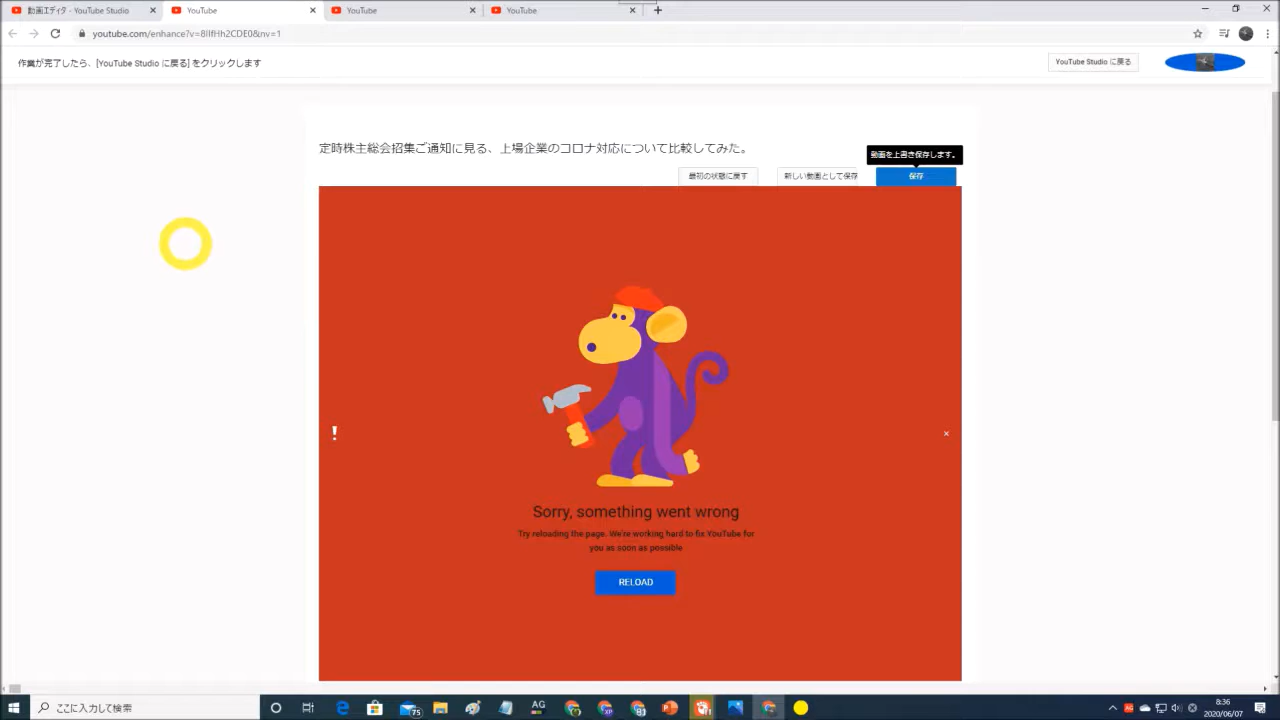 動画エディタ - YouTube Studio
YouTube
YouTube
YouTube
作業が完了したら、[YouTube Studio に戻る] をクリックします
YouTube Studio に戻る
定時株主総会招集ご通知に見る、上場企業のコロナ対応について比較してみた。
動画を上書き保存します。
最初の状態に戻す
新しい動画として保存
保存
!
×
Sorry, something went wrong
Try reloading the page. We're working hard to fix YouTube for
you as soon as possible
RELOAD
ここに入力して検索
75
AG
XP
8:36
2020/06/07